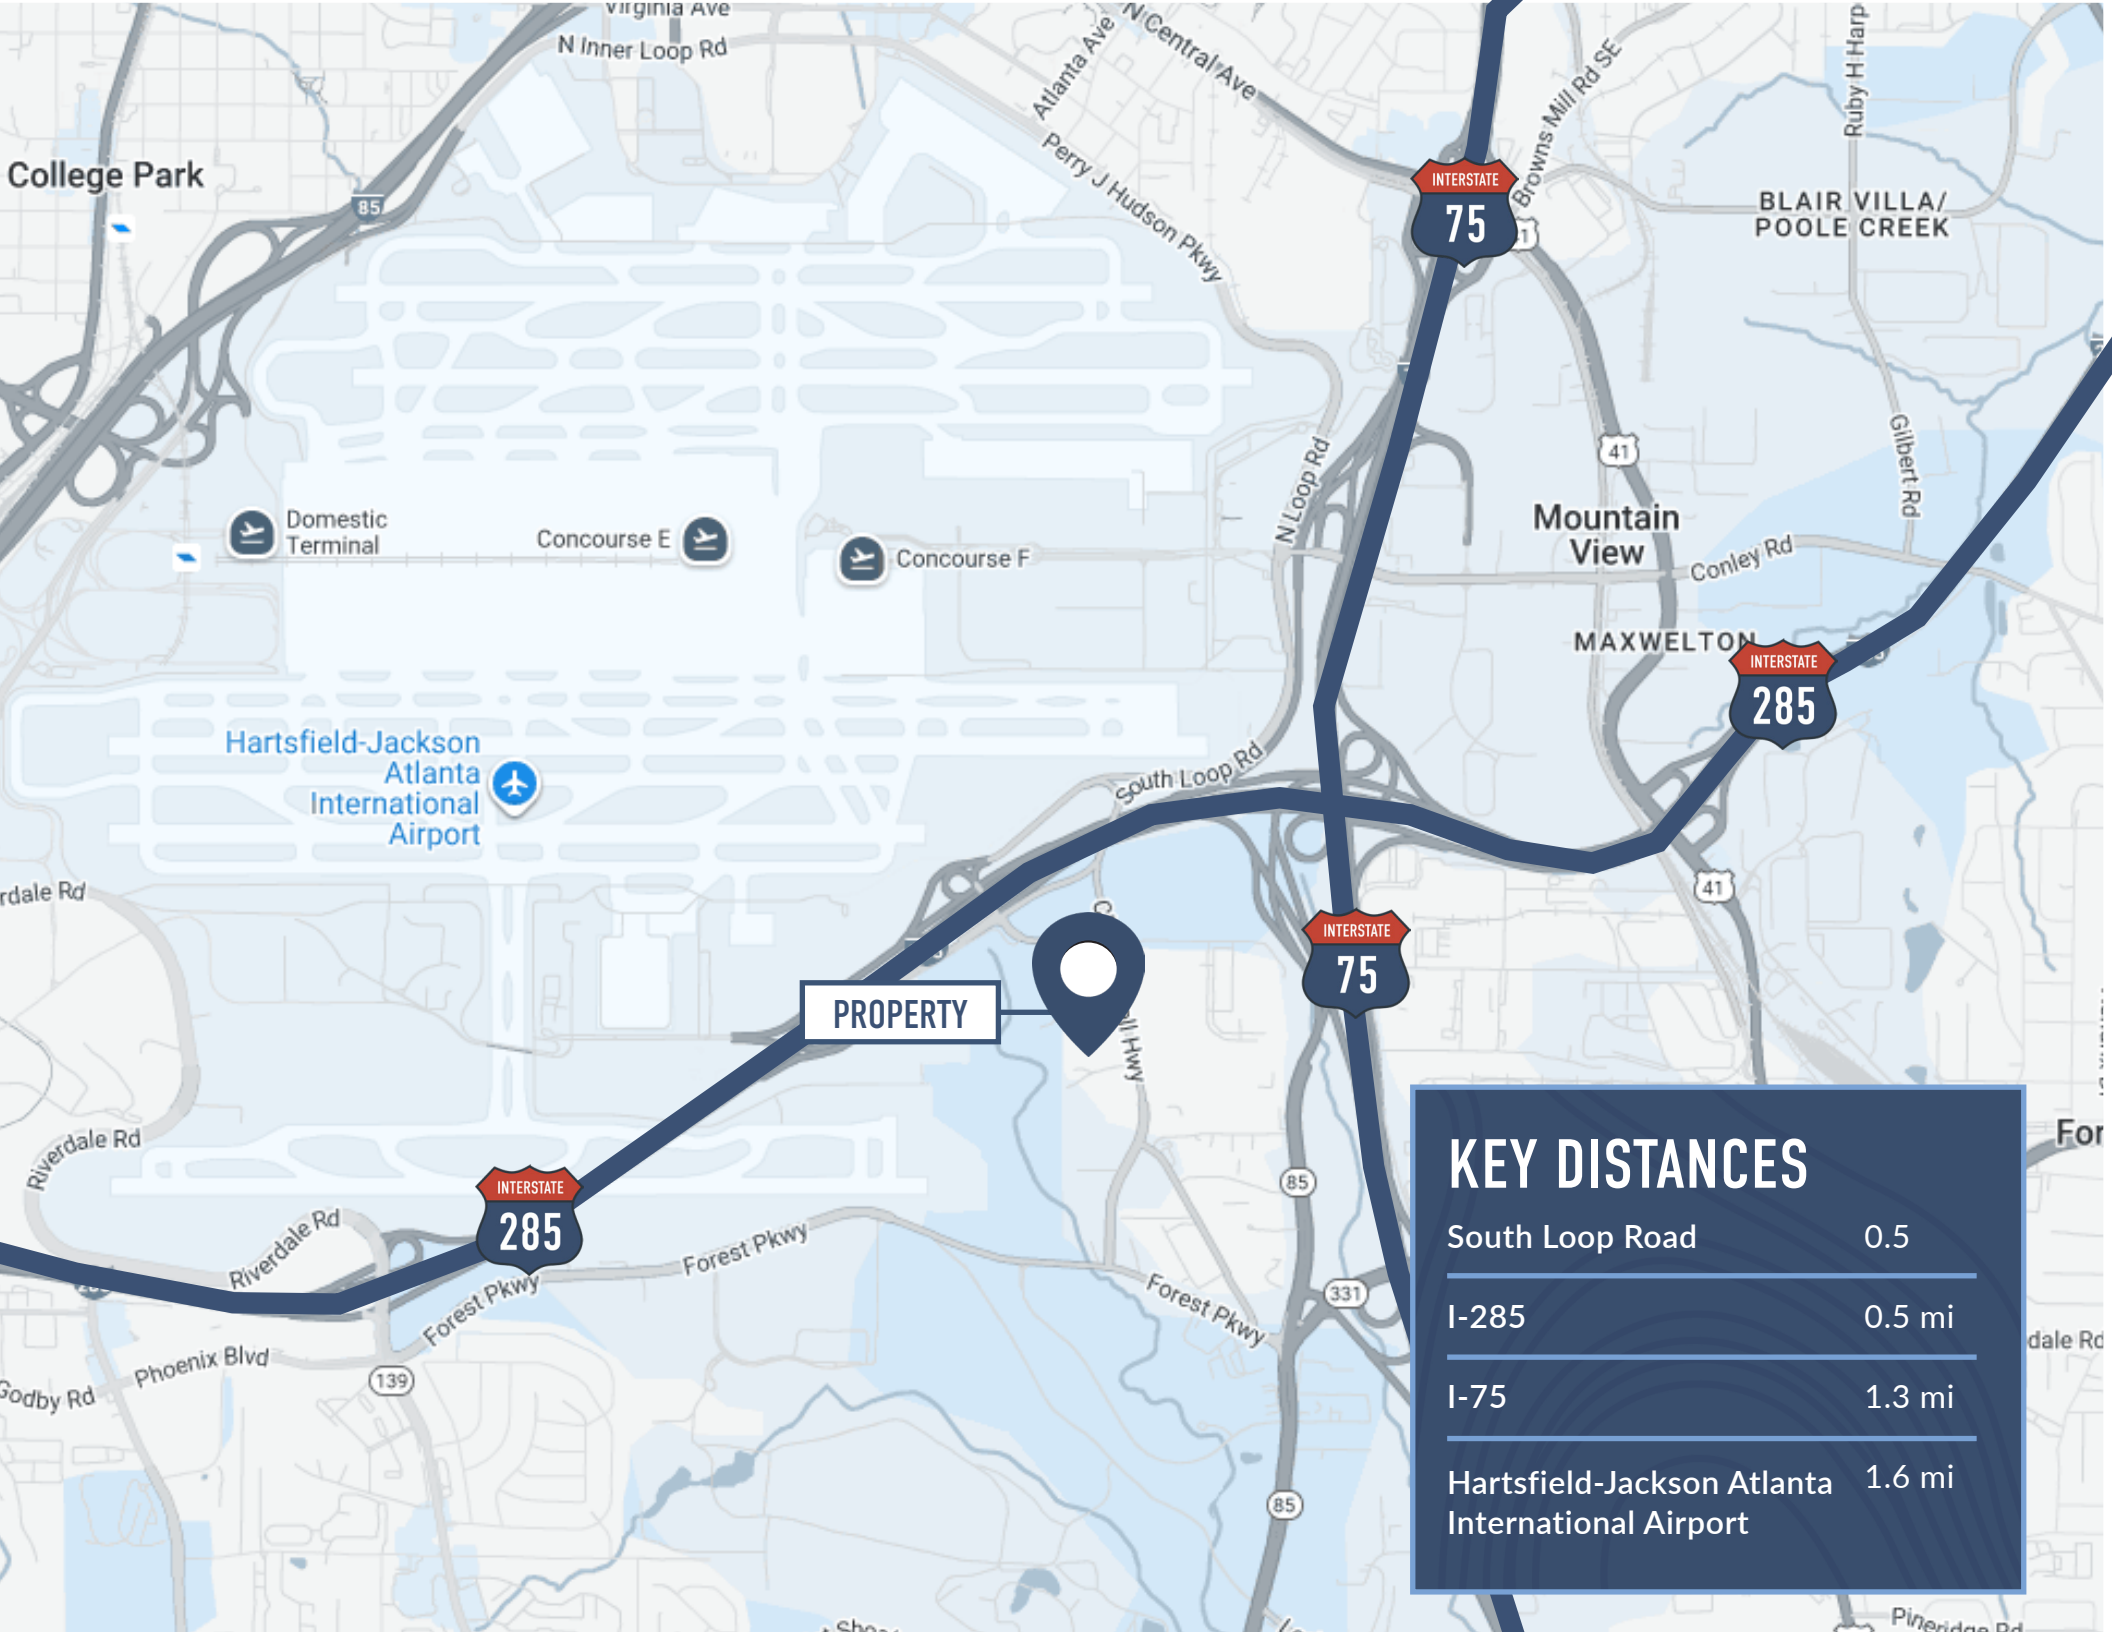 Virginia Ave
N Inner Loop Rd
Atlanta Ave
N Central Ave
Perry J Hudson Pkwy
Browns Mill Rd SE
Ruby H Harp
College Park
85
INTERSTATE
75
BLAIR VILLA/
POOLE CREEK
41
Gilbert Rd
N Loop Rd
Mountain
View
Conley Rd
Domestic
Terminal
Concourse E
Concourse F
MAXWELTON
INTERSTATE
285
Hartsfield-Jackson
Atlanta
International
Airport
South Loop Rd
rdale Rd
41
INTERSTATE
75
PROPERTY
ll Hwy
Riverdale Rd
Riverdale Rd
INTERSTATE
285
Forest Pkwy
Forest Pkwy
Forest Pkwy
85
331
Phoenix Blvd
Godby Rd
139
85
For
dale Rd
KEY DISTANCES
South Loop Road 0.5
I-285 0.5 mi
I-75 1.3 mi
Hartsfield-Jackson Atlanta 1.6 mi
International Airport
Pineridge Rd